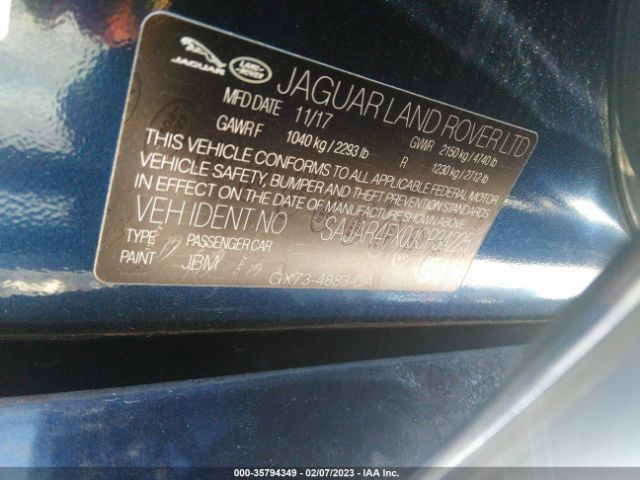 JAGUAR LAND ROVER JAGUAR LAND ROVER LTD
MFD DATE 11/17
GAWR F 1040 kg / 2293 lb GWR 2150 kg / 4740 lb
R 1230 kg / 2712 lb
THIS VEHICLE CONFORMS TO ALL APPLICABLE FEDERAL MOTOR
VEHICLE SAFETY, BUMPER AND THEFT PREVENTION STANDARDS
IN EFFECT ON THE DATE OF MANUFACTURE SHOWN ABOVE.
VEH. IDENT NO
TYPE PASSENGER CAR
PAINT JBM
GX73-4883-DA
000-35794349 | 02/07/2023 - IAA Inc.